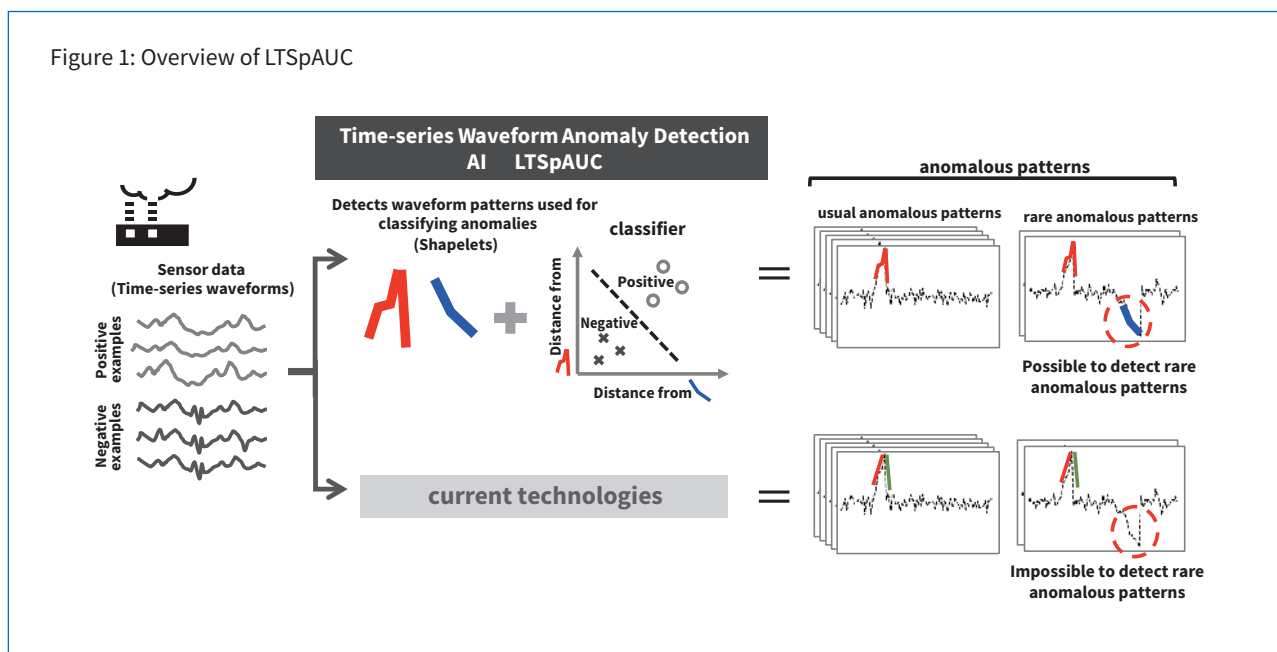 Figure 1: Overview of LTSpAUC
Time-series Waveform Anomaly Detection
AI LTSpAUC
Sensor data
(Time-series waveforms)
Positive
examples
Negative
examples
Detects waveform patterns used for
classifying anomalies
(Shapelets)
classifier
Distance from
Positive
Negative
Distance from
current technologies
anomalous patterns
usual anomalous patterns
rare anomalous patterns
Possible to detect rare
anomalous patterns
Impossible to detect rare
anomalous patterns